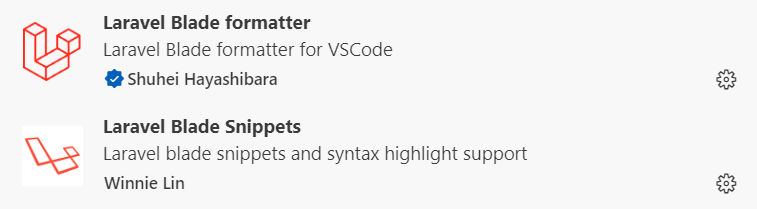 Laravel Blade formatter
Laravel Blade formatter for VSCode
Shuhei Hayashibara
Laravel Blade Snippets
Laravel blade snippets and syntax highlight support
Winnie Lin